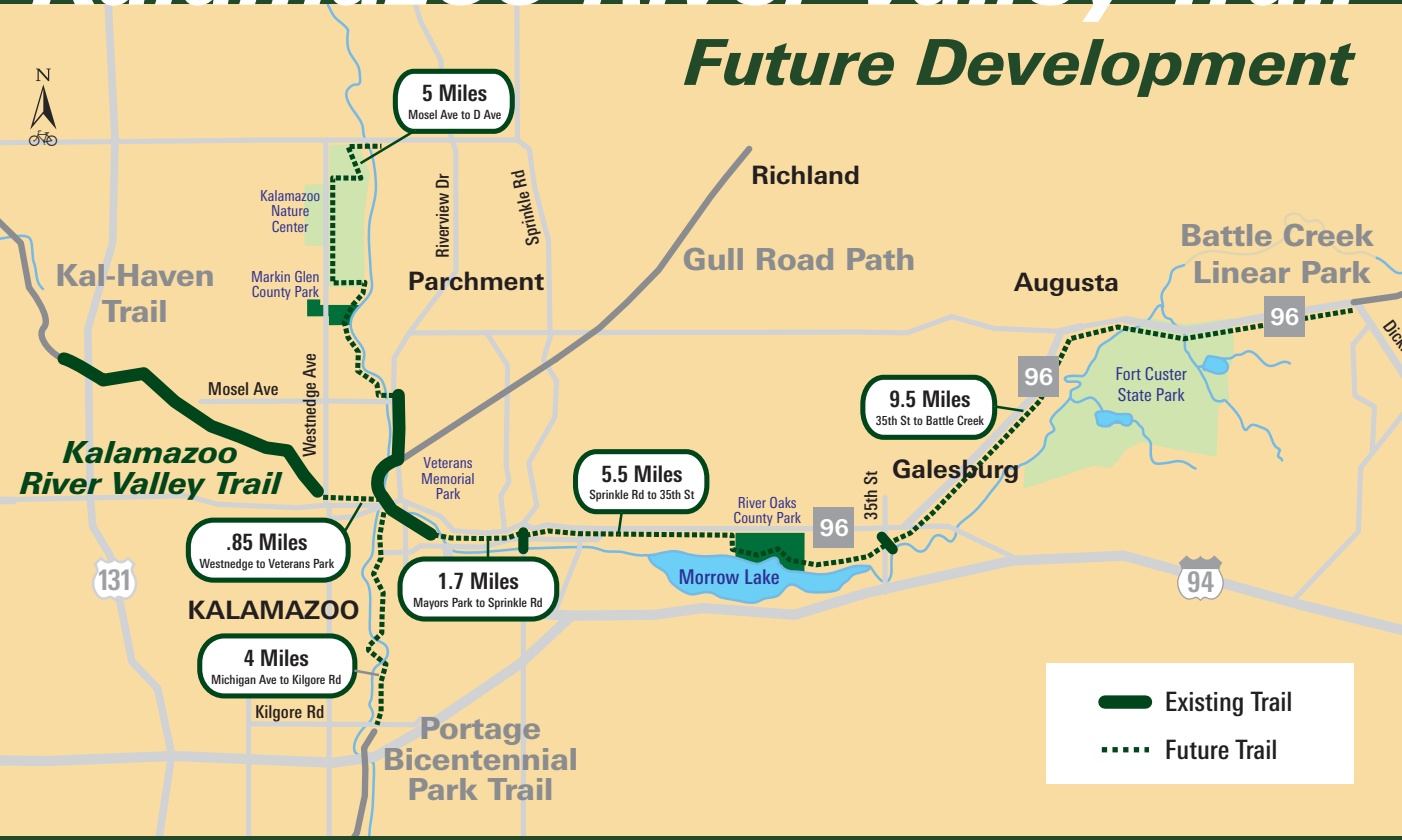 Kalamazoo River Valley Trail
Future Development
N
5 Miles
Mosel Ave to D Ave
Richland
Kalamazoo
Nature
Center
Riverview Dr
Sprinkle Rd
Gull Road Path
Battle Creek
Linear Park
Kal-Haven
Trail
Markin Glen
County Park
Parchment
Augusta
96
96
Mosel Ave
Westnedge Ave
Fort Custer
State Park
9.5 Miles
35th St to Battle Creek
Kalamazoo
River Valley Trail
Veterans
Memorial
Park
5.5 Miles
Sprinkle Rd to 35th St
Galesburg
35th St
River Oaks
County Park
96
.85 Miles
Westnedge to Veterans Park
1.7 Miles
Mayors Park to Sprinkle Rd
Morrow Lake
131
94
KALAMAZOO
4 Miles
Michigan Ave to Kilgore Rd
Kilgore Rd
Portage
Bicentennial
Park Trail
Existing Trail
Future Trail